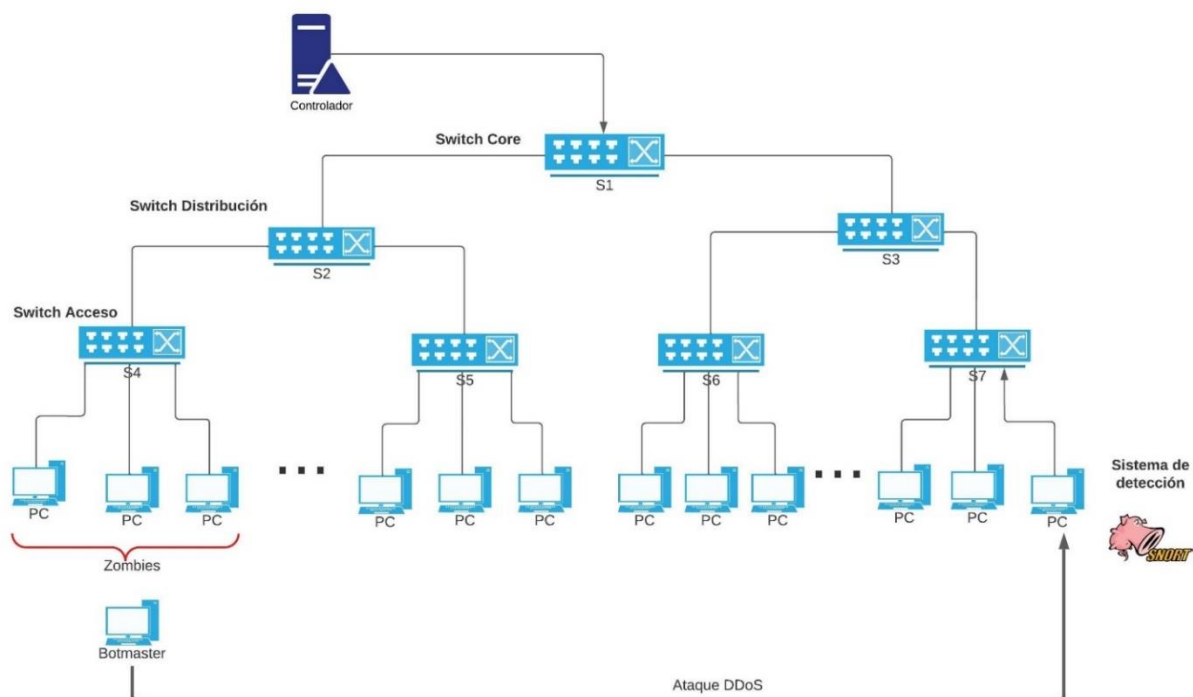 Controlador
Switch Core
S1
Switch Distribución
S2
S3
Switch Acceso
S4
S5
S6
S7
PC
PC
PC
PC
PC
PC
PC
PC
PC
PC
PC
PC
Sistema de
detección
SNORT
Zombies
Botmaster
Ataque DDoS